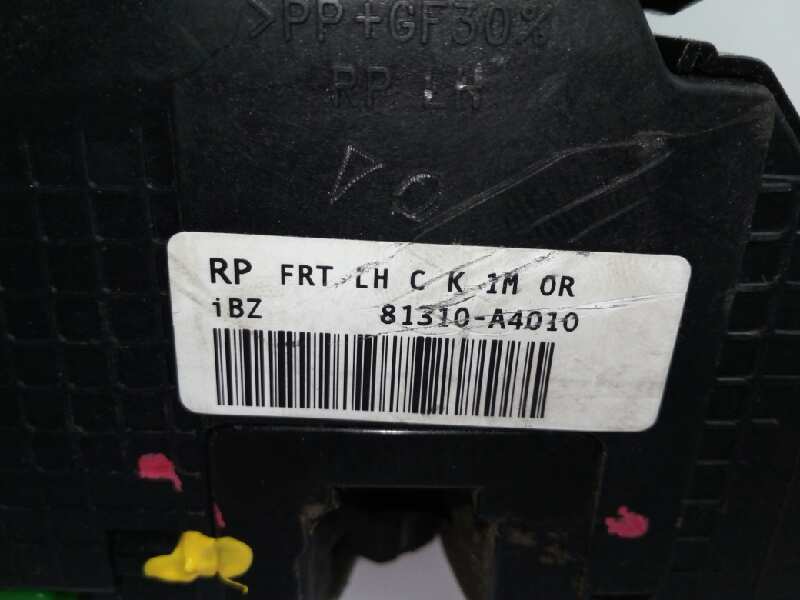 >PP+GF30%
RP LH
RP FRT LH C K 1M OR
iBZ 81310-A4010